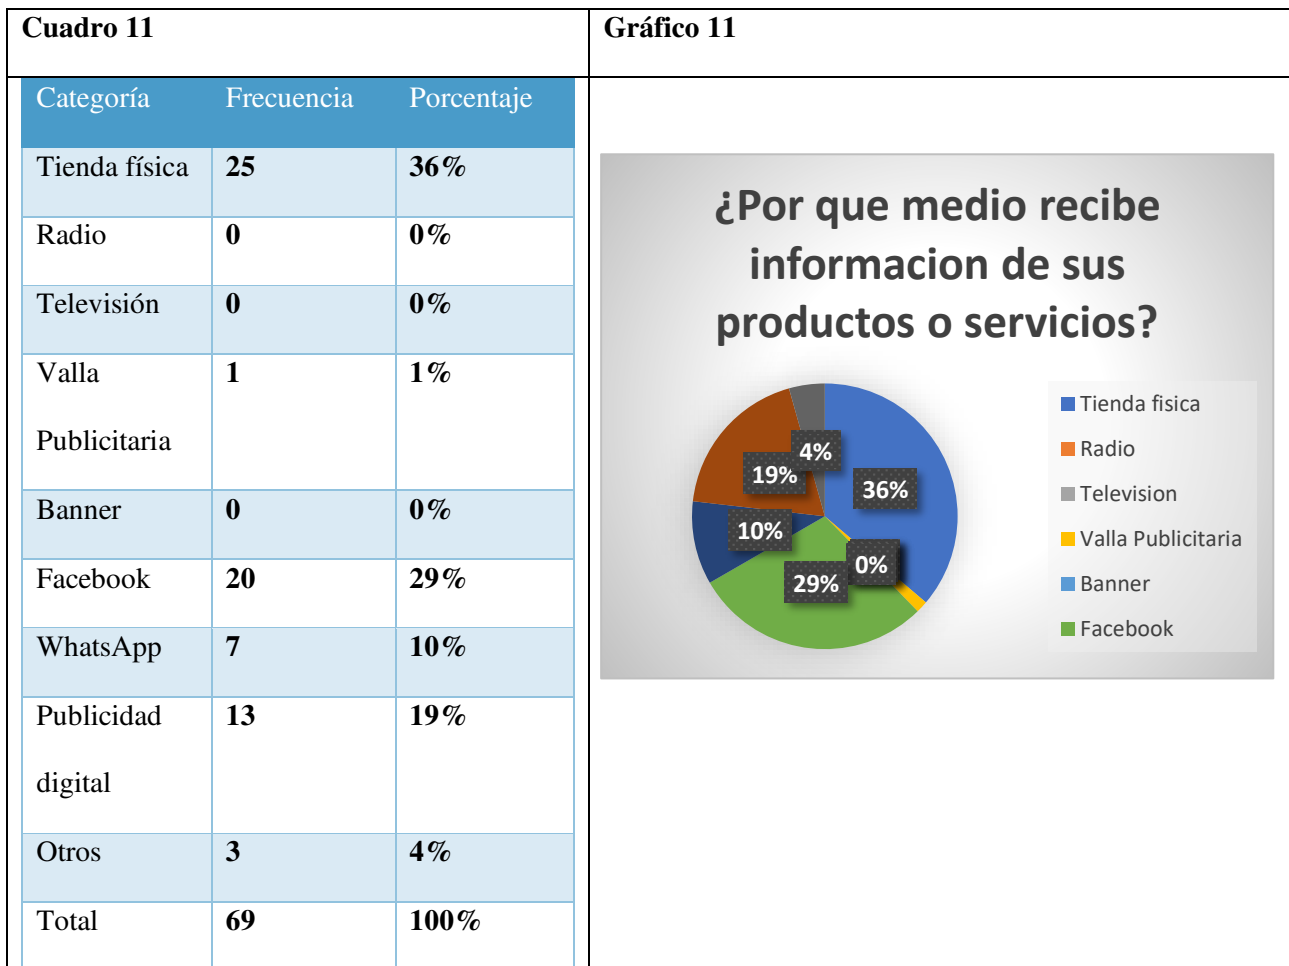 Cuadro 11
Gráfico 11
Categoría Frecuencia Porcentaje
Tienda física 25 36%
Radio 0 0%
Televisión 0 0%
Valla 1 1%
Publicitaria
Banner 0 0%
Facebook 20 29%
WhatsApp 7 10%
Publicidad 13 19%
digital
Otros 3 4%
Total 69 100%
¿Por que medio recibe
informacion de sus
productos o servicios?
4%
19%
36%
10%
0%
29%
Tienda fisica
Radio
Television
Valla Publicitaria
Banner
Facebook